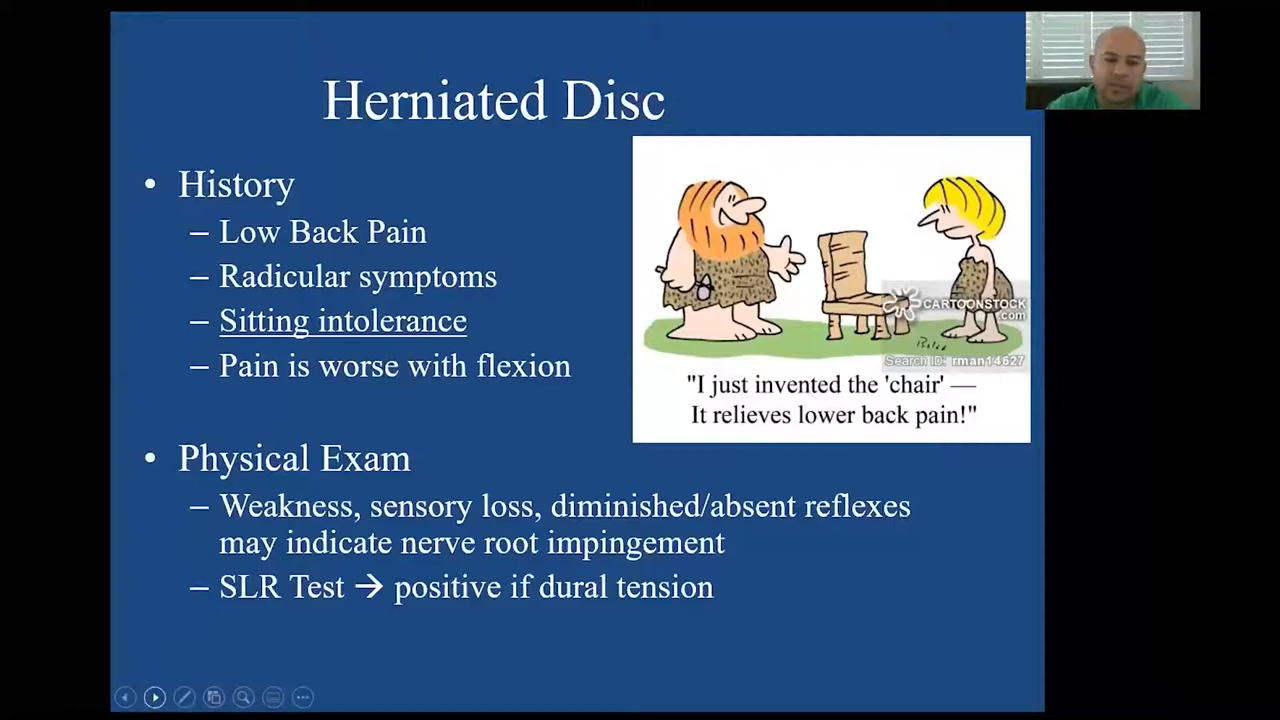 Herniated Disc
• History
– Low Back Pain
– Radicular symptoms
– Sitting intolerance
– Pain is worse with flexion
CARTOONSTOCK
.com
Search ID: rman14627
"I just invented the 'chair' —
It relieves lower back pain!"
• Physical Exam
– Weakness, sensory loss, diminished/absent reflexes
may indicate nerve root impingement
– SLR Test → positive if dural tension